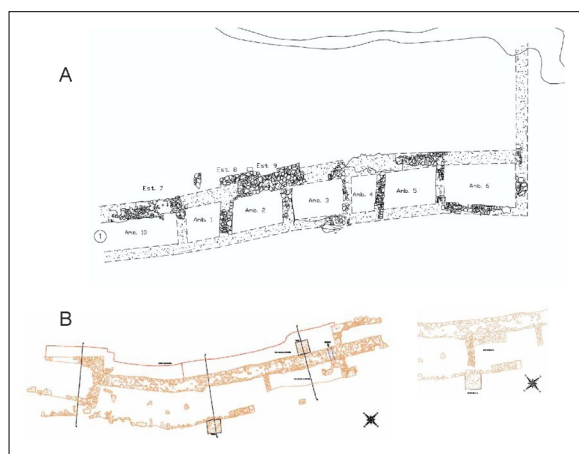 A
Est. 7
Est. 8
Est. 9
Amb. 10
Amb. 1
Amb. 2
Amb. 3
Amb. 4
Amb. 5
Amb. 6
1
B